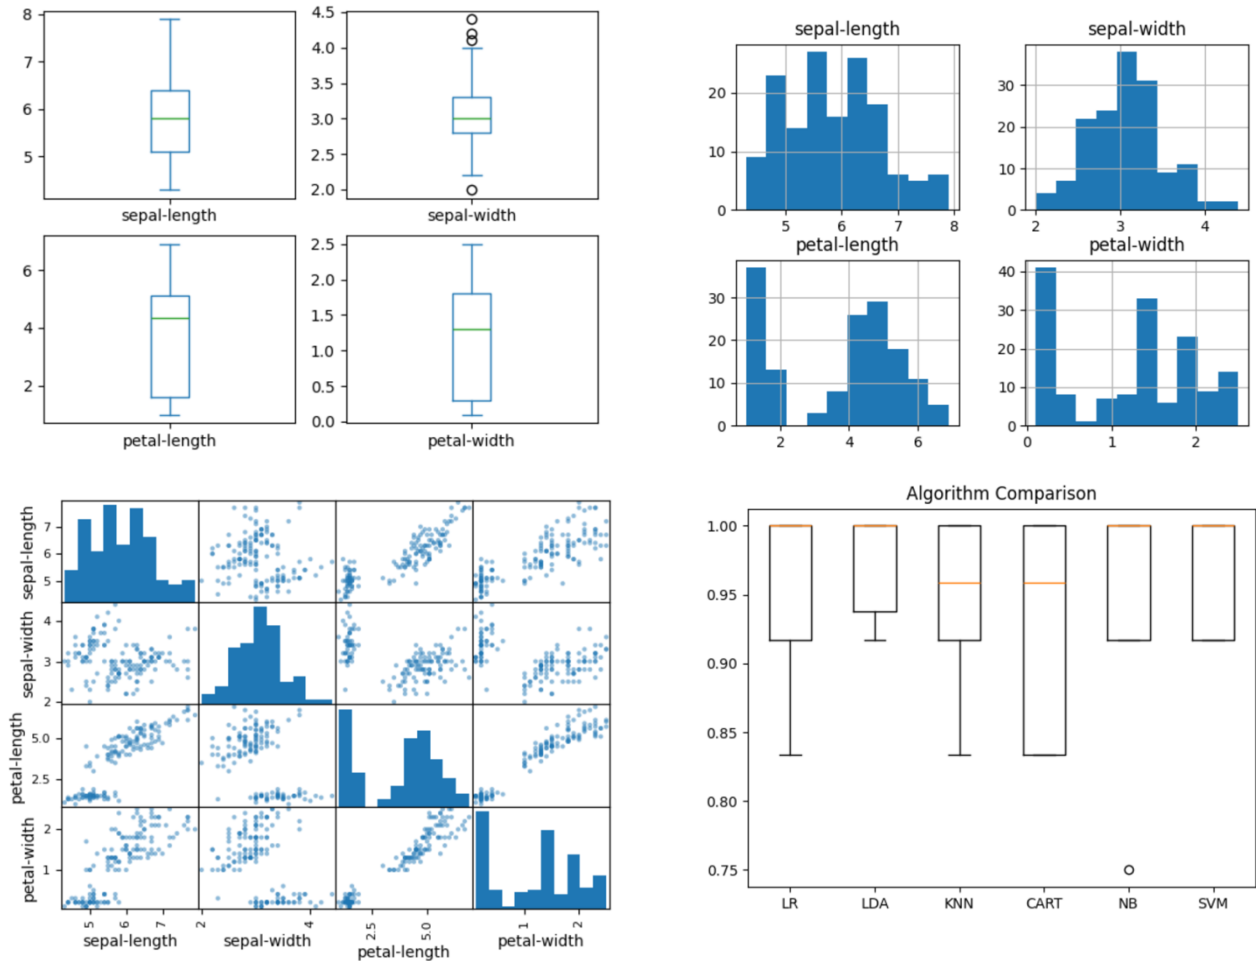 8
6
5
sepal-length
4.5
4.0
3.5
3.0
2.5
2.0
sepal-width
6
4
2
petal-length
2.5
2.0
1.5
1.0
0.5
0.0
petal-width
sepal-length
20
10
0
5 6 7 8
sepal-width
30
20
10
0
2 3 4
petal-length
30
20
10
0
2 4 6
petal-width
40
30
20
10
0
0 1 2
sepal-length
7
6
5
sepal-width
4
3
2
petal-length
5.0
2.5
petal-width
2
1
5 6 7
sepal-length
2 4
sepal-width
2.5 5.0
petal-length
1 2
petal-width
Algorithm Comparison
1.00
0.95
0.90
0.85
0.80
0.75
LR LDA KNN CART NB SVM